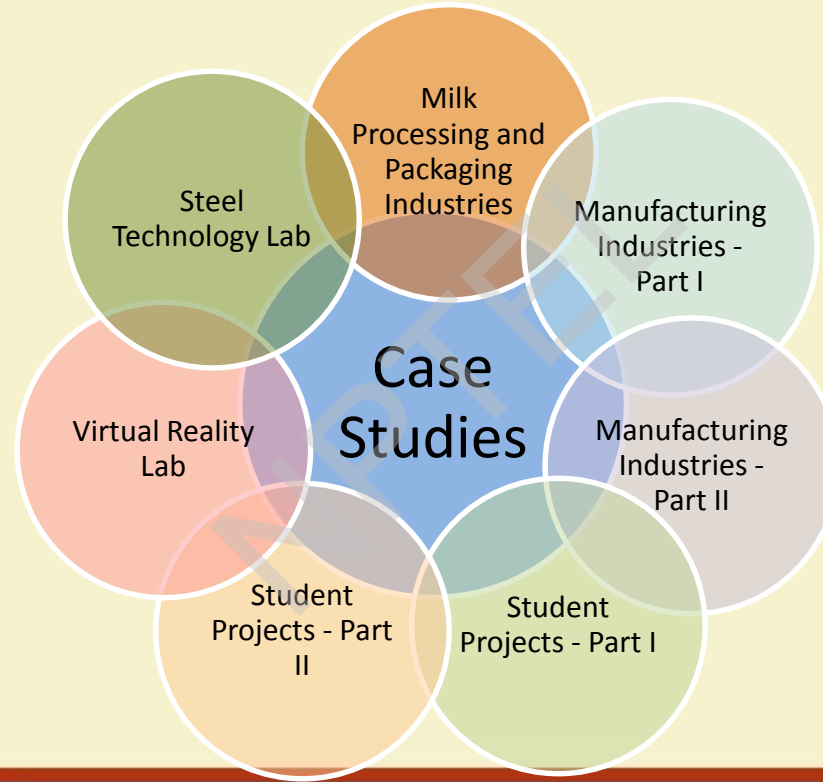 Milk
Processing and
Packaging
Industries
Manufacturing
Industries -
Part I
Manufacturing
Industries -
Part II
Student
Projects - Part I
Student
Projects - Part
II
Virtual Reality
Lab
Steel
Technology Lab
Case
Studies
NPTEL